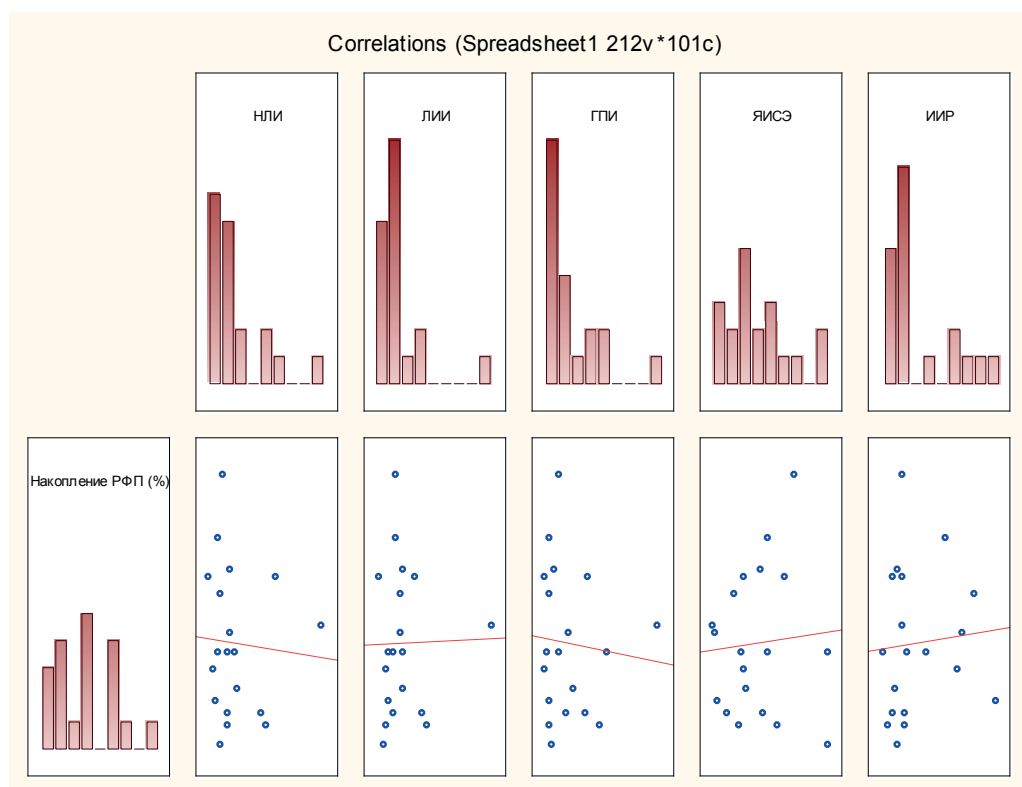 Correlations (Spreadsheet1 212v*101c)
НЛИ
ЛИИ
ГПИ
ЯИСЭ
ИИР
Накопление РФП (%)